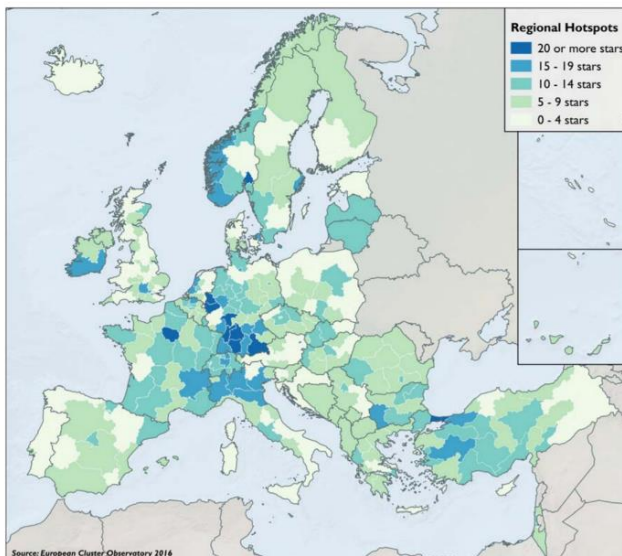 Regional Hotspots
20 or more stars
15 - 19 stars
10 - 14 stars
5 - 9 stars
0 - 4 stars
Source: European Cluster Observatory 2016